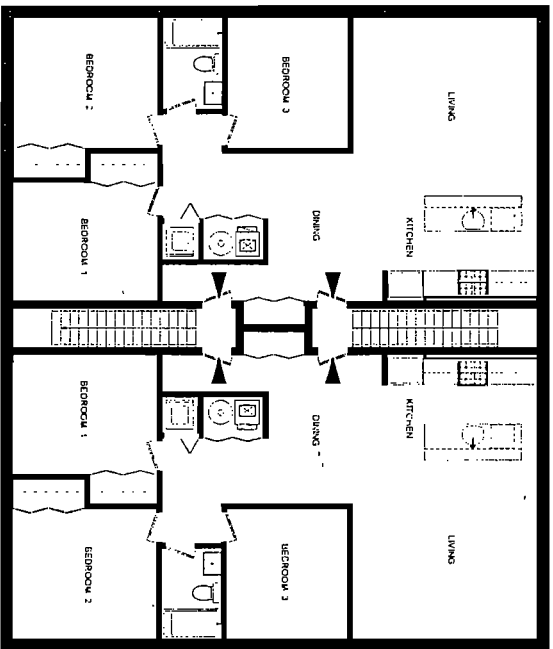 BEDROOM 2
BEDROOM 3
LIVING
BEDROOM 1
DINING
KITCHEN
BEDROOM 1
DINING
KITCHEN
BEDROOM 2
BEDROOM 3
LIVING